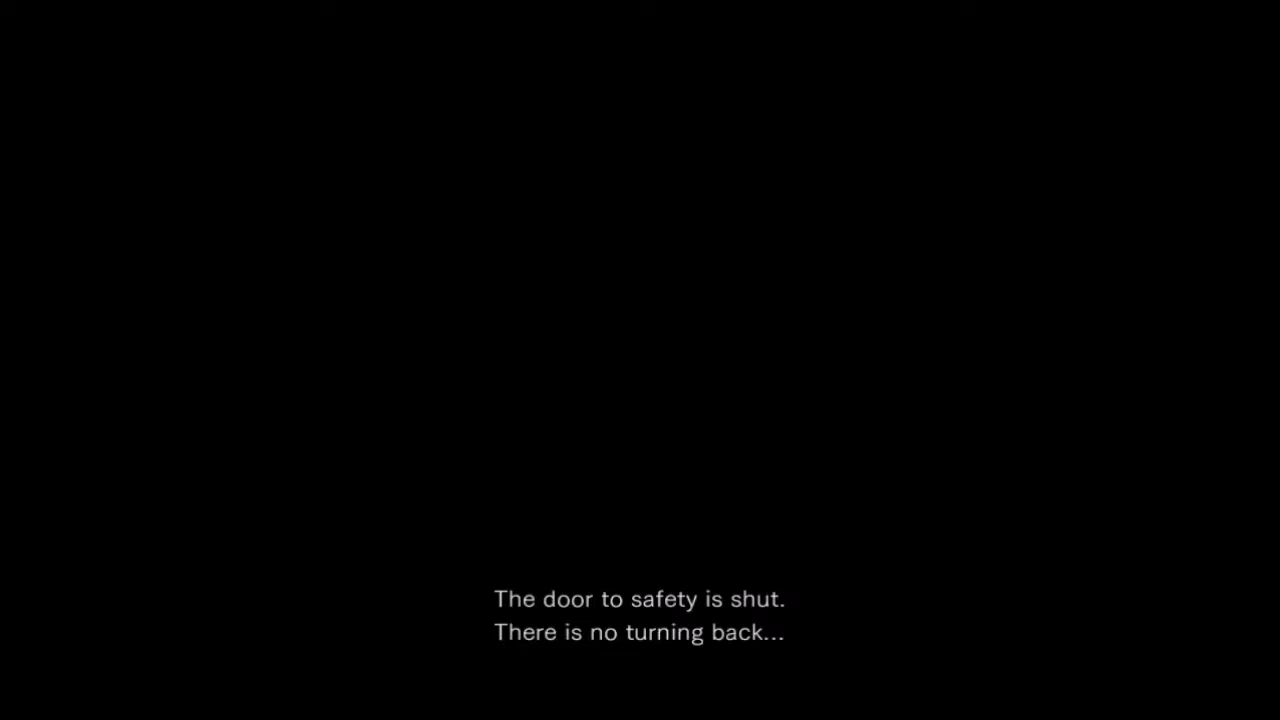 The door to safety is shut.
There is no turning back...